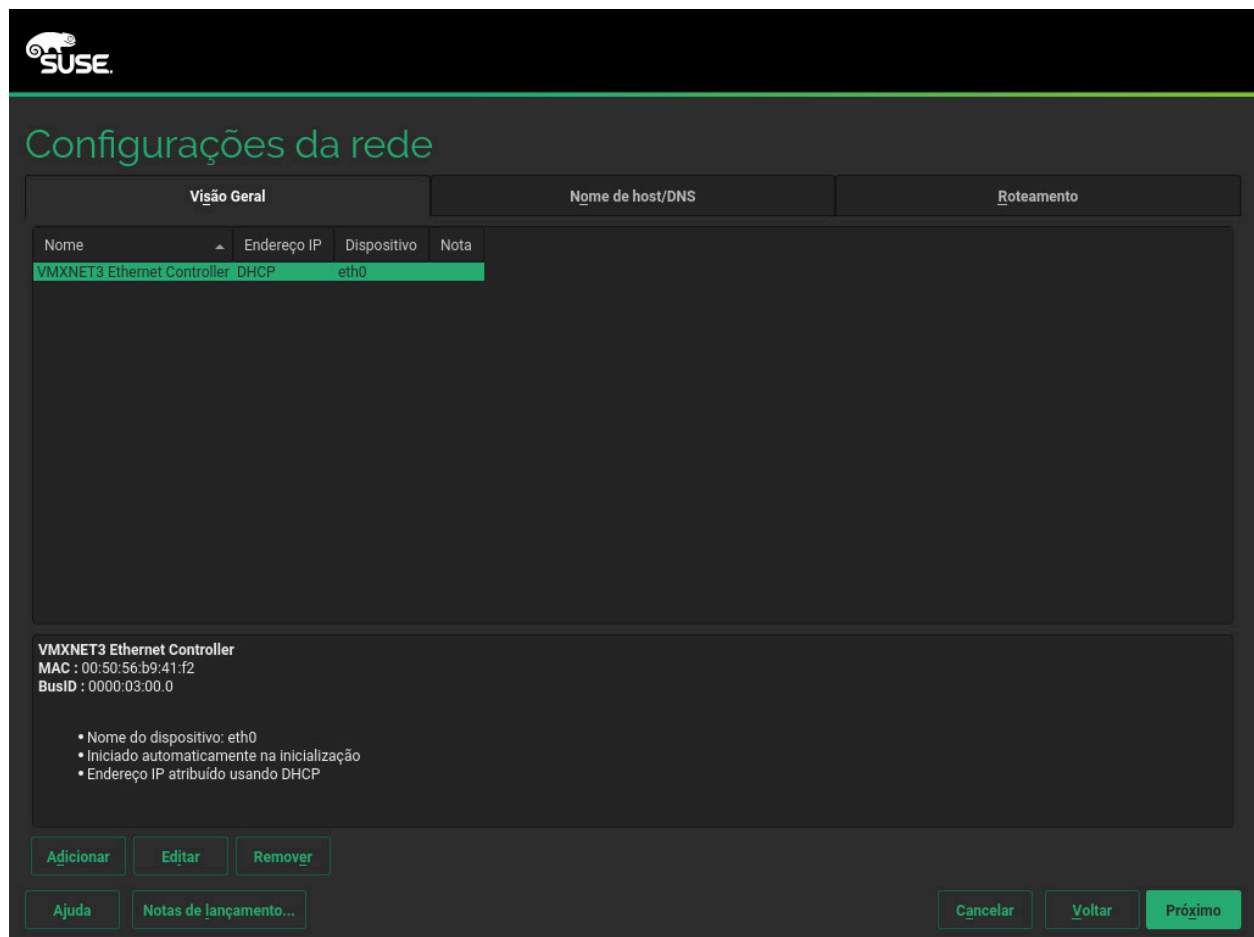 SUSE.
Configurações da rede
Visão Geral
Nome de host/DNS
Roteamento
Nome Endereço IP Dispositivo Nota
VMXNET3 Ethernet Controller DHCP eth0
VMXNET3 Ethernet Controller
MAC : 00:50:56:b9:41:f2
BusID : 0000:03:00.0
• Nome do dispositivo: eth0
• Iniciado automaticamente na inicialização
• Endereço IP atribuído usando DHCP
Adicionar Editar Remover
Ajuda Notas de lançamento... Cancelar Voltar Próximo